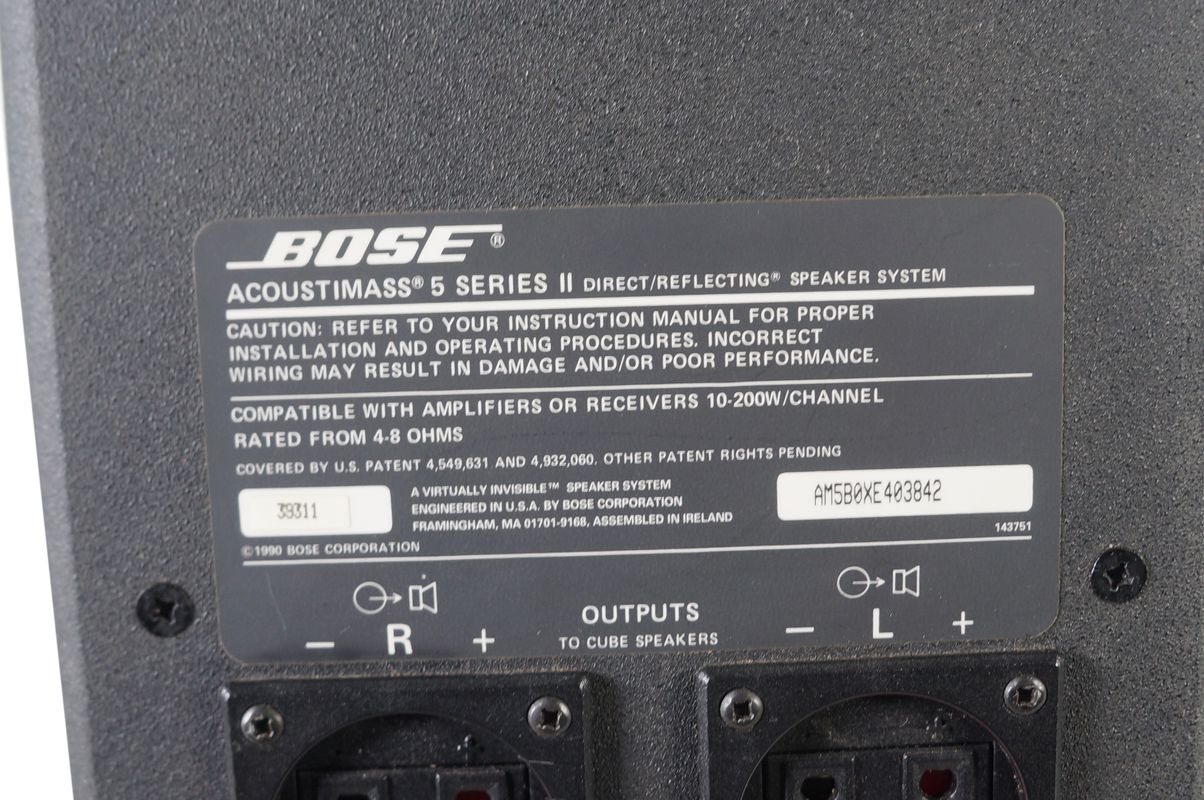 BOSE®
ACOUSTIMASS® 5 SERIES II DIRECT/REFLECTING® SPEAKER SYSTEM
CAUTION: REFER TO YOUR INSTRUCTION MANUAL FOR PROPER
INSTALLATION AND OPERATING PROCEDURES. INCORRECT
WIRING MAY RESULT IN DAMAGE AND/OR POOR PERFORMANCE.
COMPATIBLE WITH AMPLIFIERS OR RECEIVERS 10-200W/CHANNEL
RATED FROM 4-8 OHMS
COVERED BY U.S. PATENT 4,549,631 AND 4,932,060. OTHER PATENT RIGHTS PENDING
39311
A VIRTUALLY INVISIBLE™ SPEAKER SYSTEM
ENGINEERED IN U.S.A. BY BOSE CORPORATION
FRAMINGHAM, MA 01701-9168, ASSEMBLED IN IRELAND
AM5B0XE403842
143751
©1990 BOSE CORPORATION
OUTPUTS
TO CUBE SPEAKERS
− R +
− L +